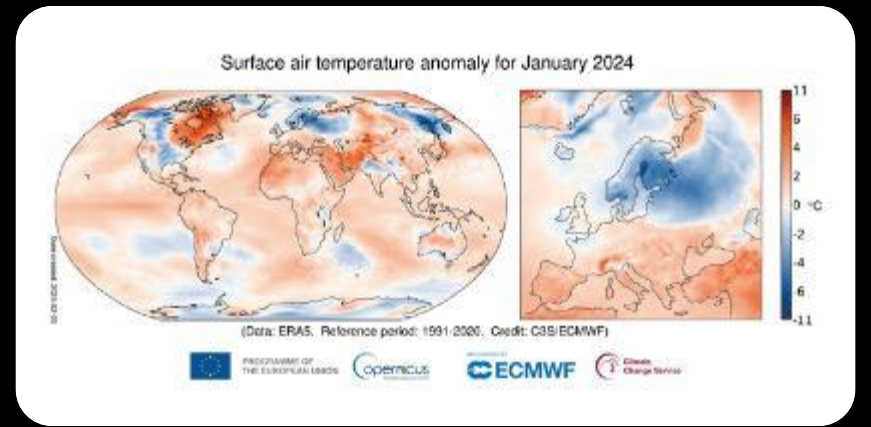 Surface air temperature anomaly for January 2024
11
6
4
2
0 °C
-2
-4
-6
-11
(Data: ERA5. Reference period: 1991-2020. Credit: C3S/ECMWF)
PROGRAMME OF
THE EUROPEAN UNION
opernicus
ECMWF
Climate
Change Service